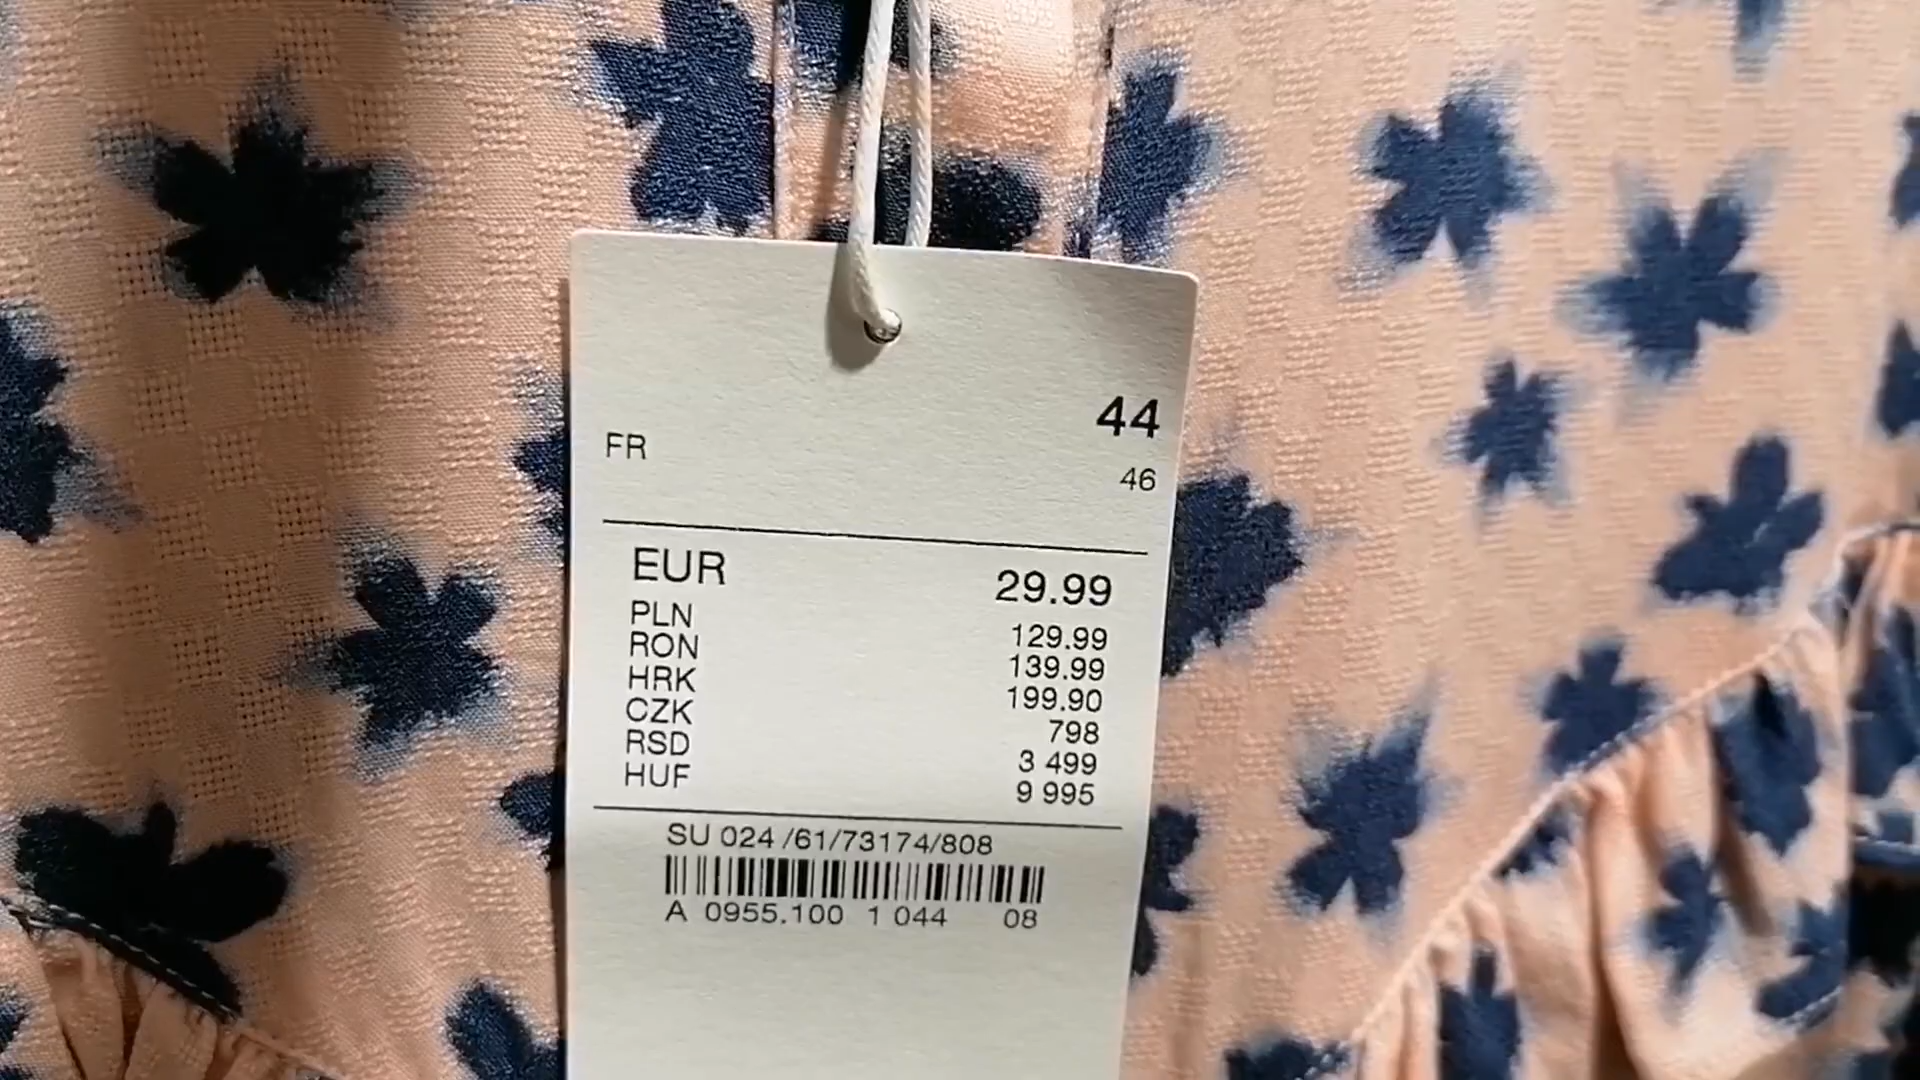 44
FR 46
EUR 29.99
PLN 129.99
RON 139.99
HRK 199.90
CZK 798
RSD 3 499
HUF 9 995
SU 024 /61/73174/808
A 0955.100 1 044 08